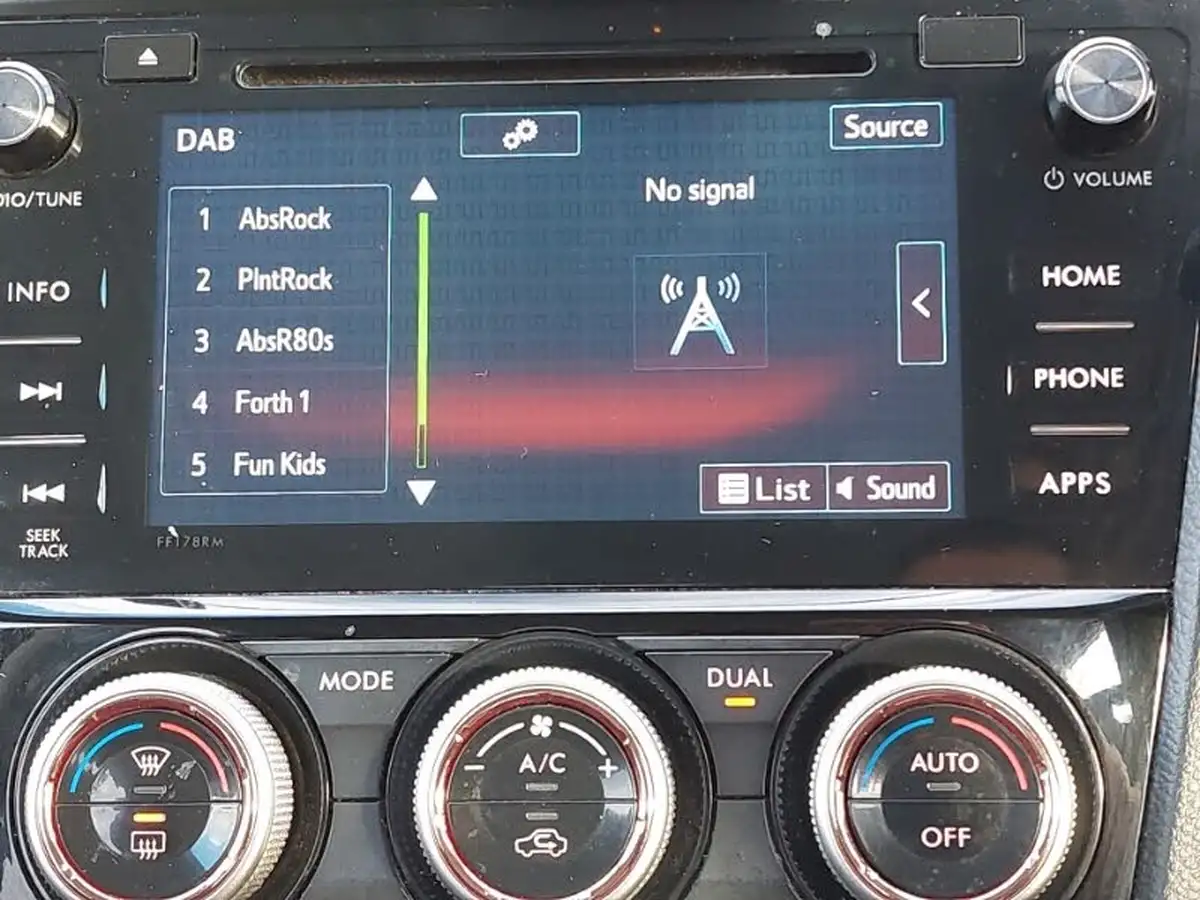 DAB
Source
No signal
1 AbsRock
2 PlntRock
3 AbsR80s
4 Forth 1
5 Fun Kids
List
Sound
INFO
SEEK
TRACK
FF178RM
VOLUME
HOME
PHONE
APPS
MODE
DUAL
A/C
AUTO
OFF